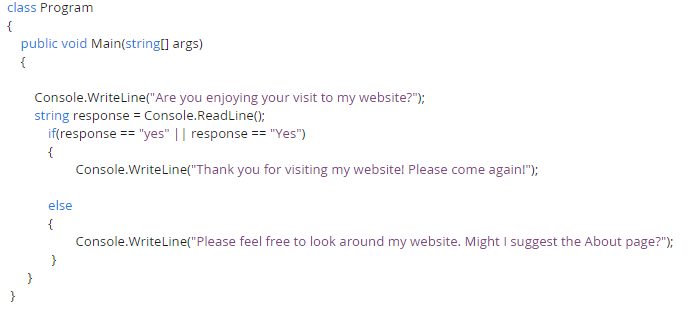 class Program
{
public void Main(string[] args)
{
Console.WriteLine("Are you enjoying your visit to my website?");
string response = Console.ReadLine();
if(response == "yes" || response == "Yes")
{
Console.WriteLine("Thank you for visiting my website! Please come again!");
else
{
Console.WriteLine("Please feel free to look around my website. Might I suggest the About page?");
}
}
}